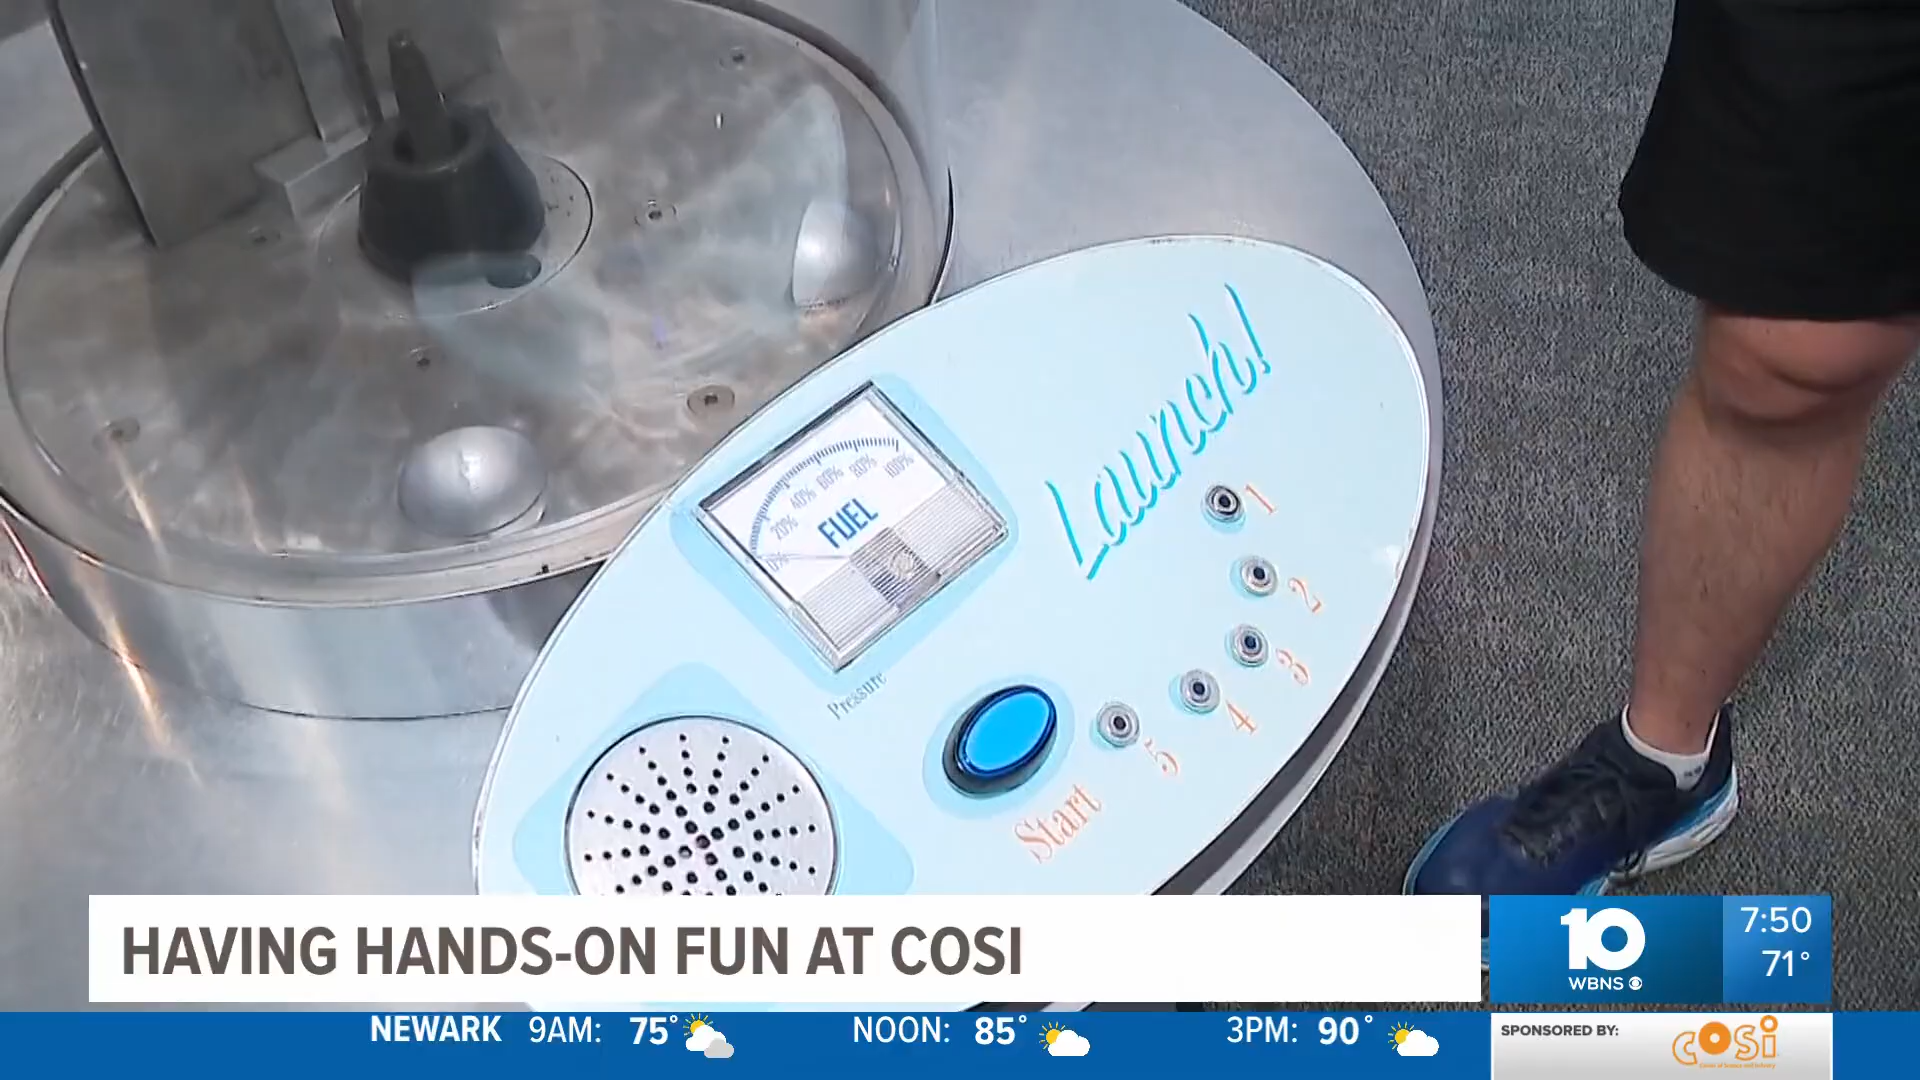 Launch!
0% 20% 40% 60% 80% 100%
FUEL
Pressure
1
2
3
4
5
Start
HAVING HANDS-ON FUN AT COSI
10
WBNS
7:50
71°
NEWARK 9AM: 75° NOON: 85° 3PM: 90°
SPONSORED BY:
COSI